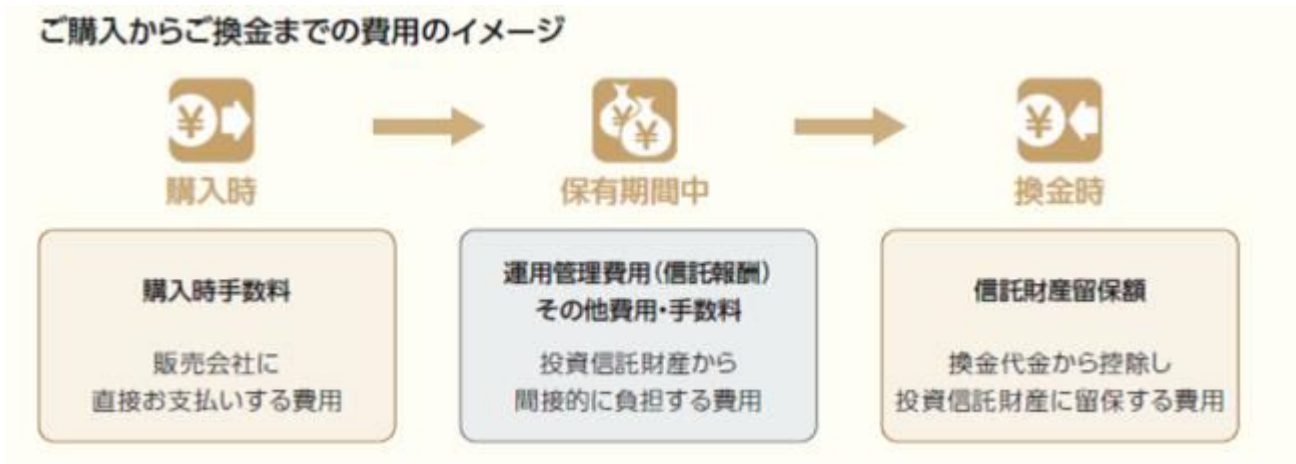 ご購入からご換金までの費用のイメージ
購入時
保有期間中
換金時
購入時手数料
販売会社に
直接お支払いする費用
運用管理費用(信託報酬)
その他費用・手数料
投資信託財産から
間接的に負担する費用
信託財産留保額
換金代金から控除し
投資信託財産に留保する費用